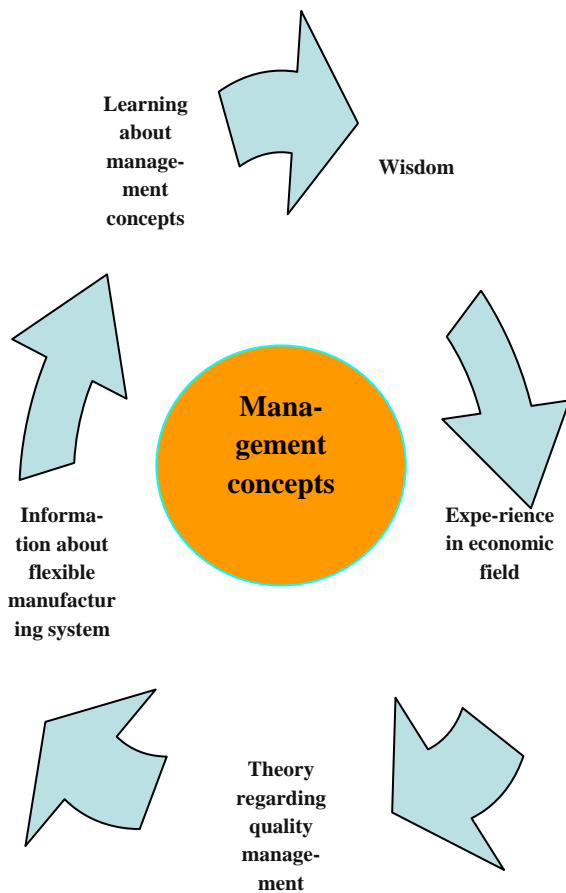 Learning
about
manage-
ment
concepts
Wisdom
Mana-
gement
concepts
Expe-rience
in economic
field
Informa-
tion about
flexible
manufactur
ing system
Theory
regarding
quality
manage-
ment